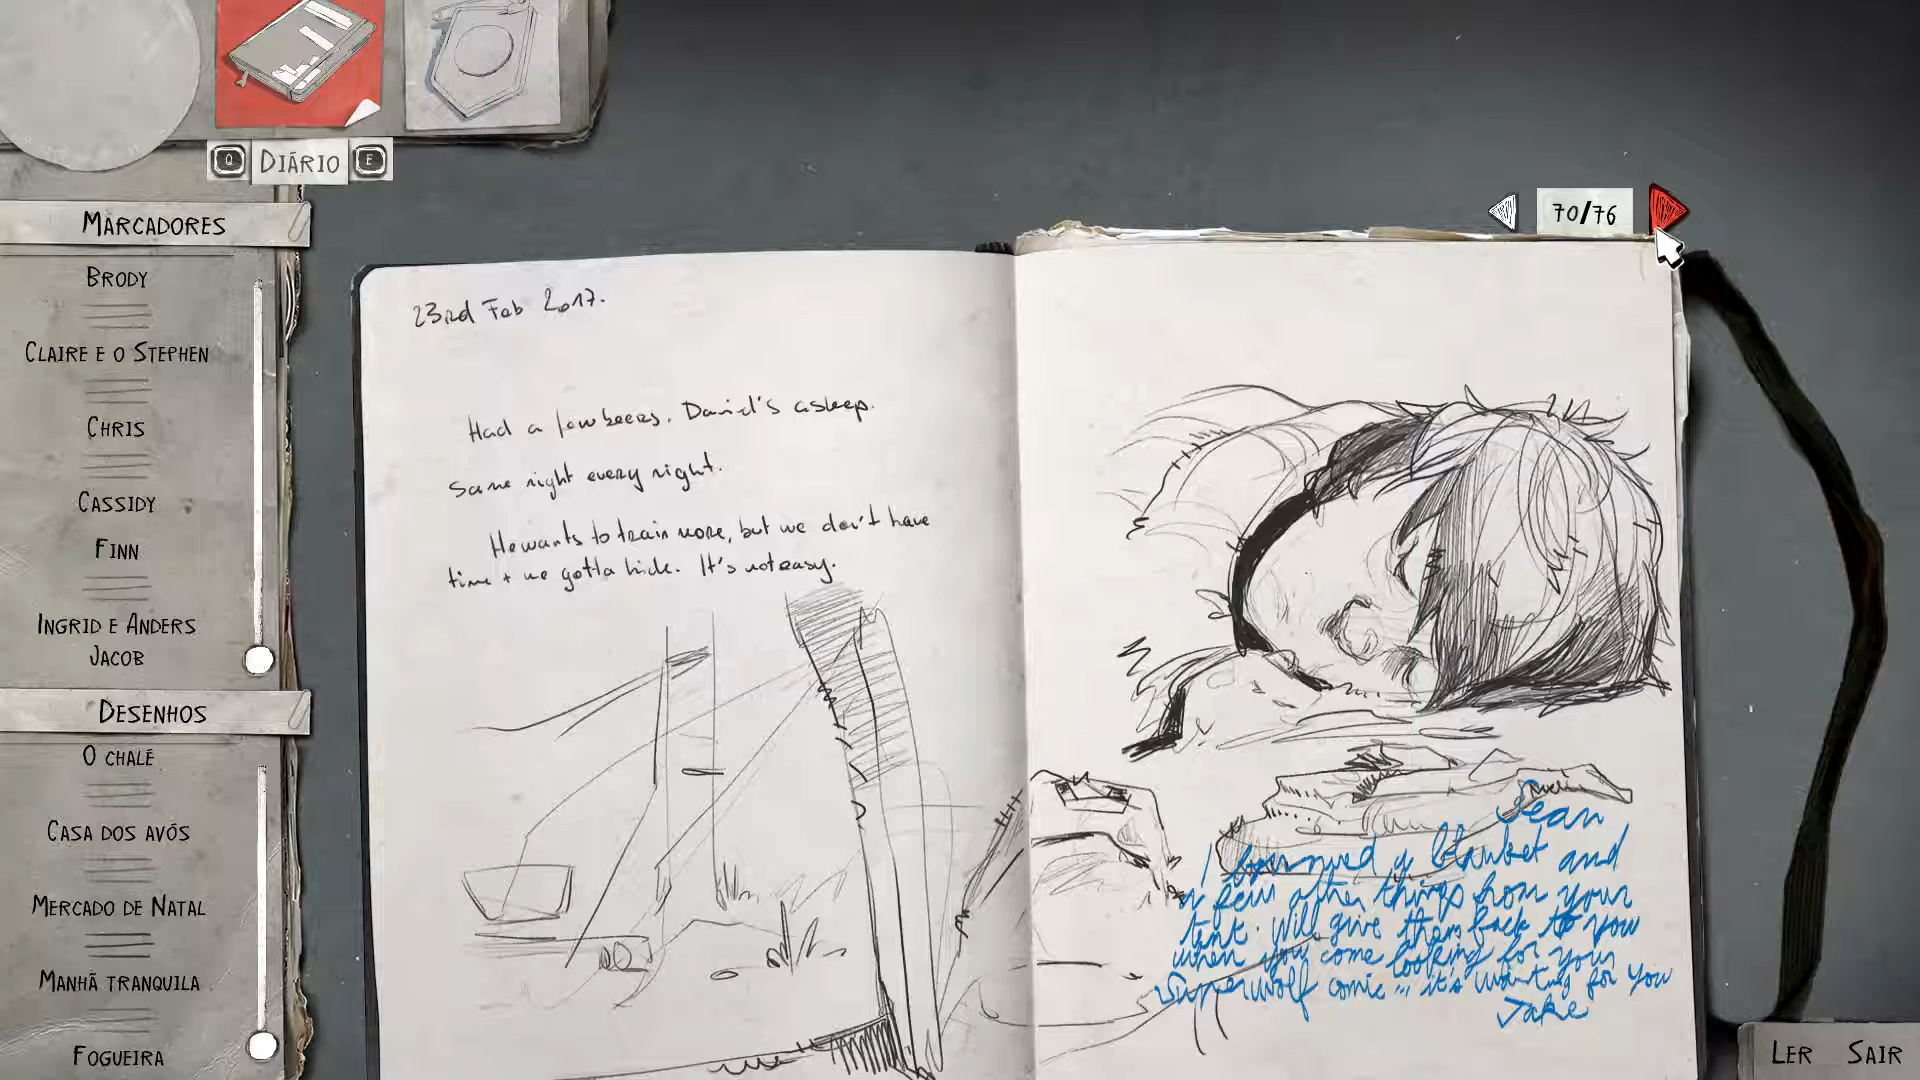 Q DIÁRIO E
MARCADORES
BRODY
CLAIRE E O STEPHEN
CHRIS
CASSIDY
FINN
INGRID E ANDERS
JACOB
DESENHOS
O CHALÉ
CASA DOS AVÓS
MERCADO DE NATAL
MANHÃ TRANQUILA
FOGUEIRA
70/76
23rd Feb 2017.
Had a few beers. Daniel's asleep.
Same night every night.
He wants to train more, but we don't have
time + we gotta hide. It's not easy.
Sean
I borrowed a blanket and
a few other things from your
tent. Will give them back to you
when you come looking for your
Superwolf comic... it's waiting for you
Jake
LER SAIR